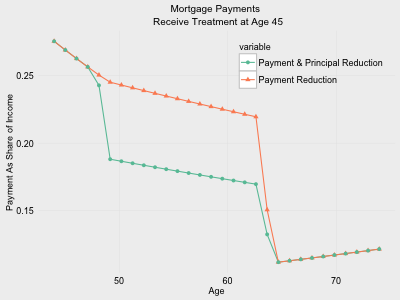 Mortgage Payments
Receive Treatment at Age 45
variable
Payment & Principal Reduction
Payment Reduction
0.25
0.20
0.15
Payment As Share of Income
50
60
70
Age